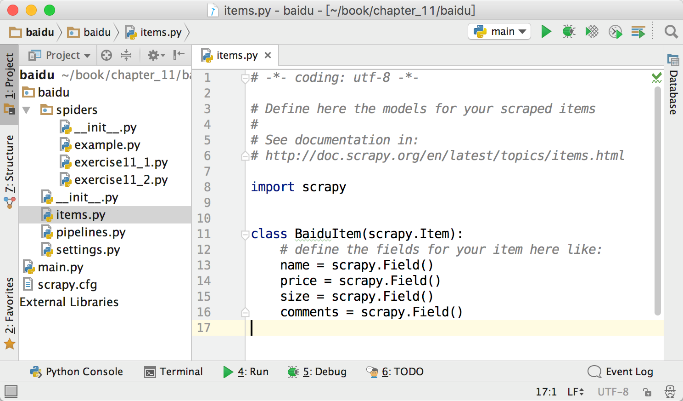 items.py - baidu - [~/book/chapter_11/baidu]
baidu baidu items.py main
1: Project
Z: Structure
2: Favorites
Project
baidu ~/book/chapter_11/ba
baidu
spiders
__init__.py
example.py
exercise11_1.py
exercise11_2.py
__init__.py
items.py
pipelines.py
settings.py
main.py
scrapy.cfg
External Libraries
items.py ×
1 # -*- coding: utf-8 -*-
2
3 # Define here the models for your scraped items
4 #
5 # See documentation in:
6 # http://doc.scrapy.org/en/latest/topics/items.html
7
8 import scrapy
9
10
11 class BaiduItem(scrapy.Item):
12 # define the fields for your item here like:
13 name = scrapy.Field()
14 price = scrapy.Field()
15 size = scrapy.Field()
16 comments = scrapy.Field()
17
Database
Python Console Terminal 4: Run 5: Debug 6: TODO Event Log
17:1 LF UTF-8